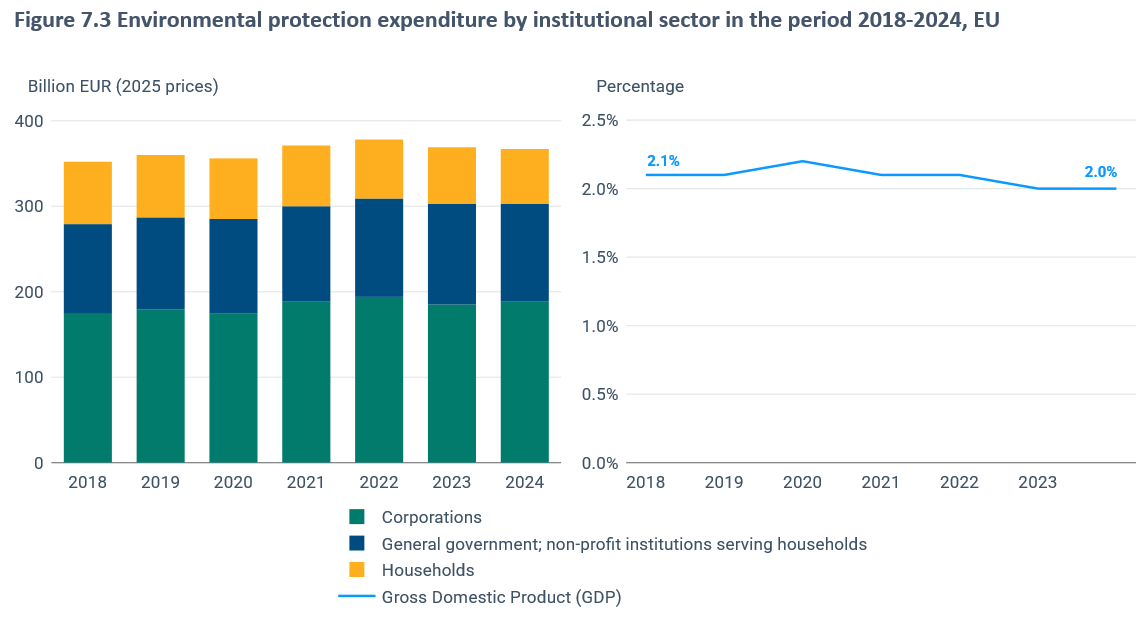 Figure 7.3 Environmental protection expenditure by institutional sector in the period 2018-2024, EU
Billion EUR (2025 prices)
400
300
200
100
0
2018 2019 2020 2021 2022 2023 2024
Percentage
2.5%
2.0%
1.5%
1.0%
0.5%
0.0%
2.1%
2.0%
2018 2019 2020 2021 2022 2023
Corporations
General government; non-profit institutions serving households
Households
Gross Domestic Product (GDP)